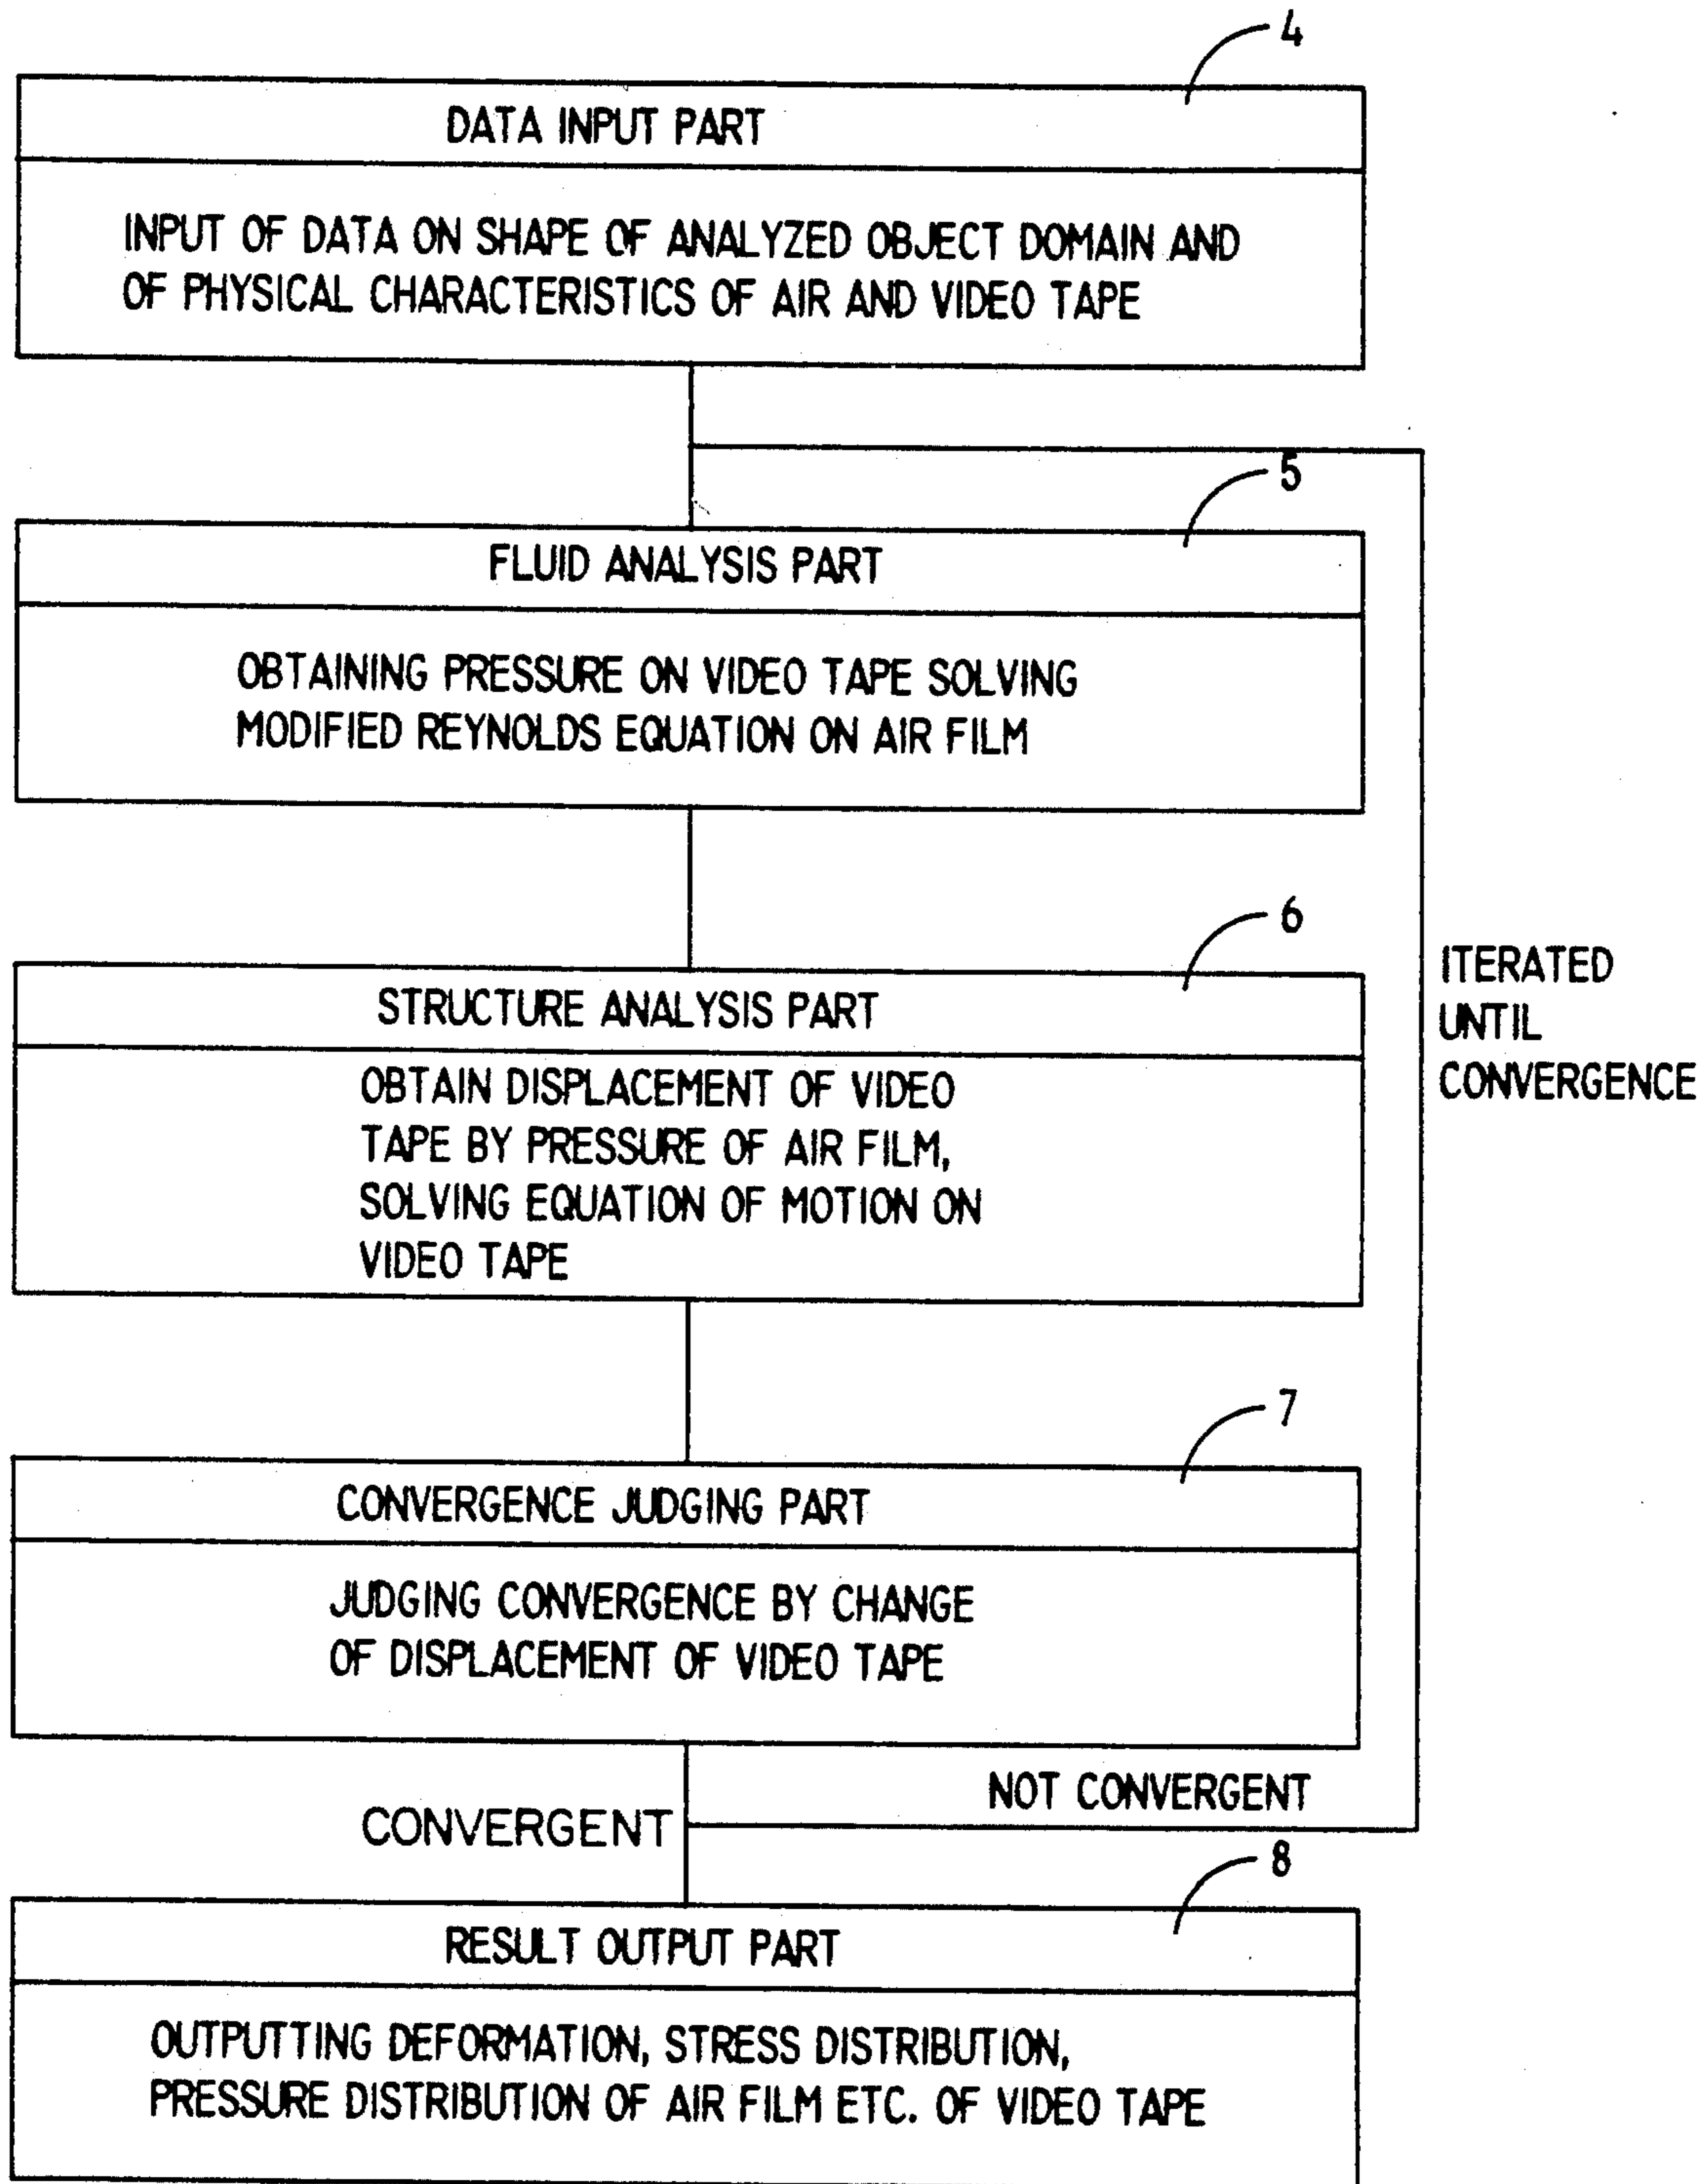 4
DATA INPUT PART
INPUT OF DATA ON SHAPE OF ANALYZED OBJECT DOMAIN AND
OF PHYSICAL CHARACTERISTICS OF AIR AND VIDEO TAPE
5
FLUID ANALYSIS PART
OBTAINING PRESSURE ON VIDEO TAPE SOLVING
MODIFIED REYNOLDS EQUATION ON AIR FILM
6
STRUCTURE ANALYSIS PART
OBTAIN DISPLACEMENT OF VIDEO
TAPE BY PRESSURE OF AIR FILM,
SOLVING EQUATION OF MOTION ON
VIDEO TAPE
ITERATED
UNTIL
CONVERGENCE
7
CONVERGENCE JUDGING PART
JUDGING CONVERGENCE BY CHANGE
OF DISPLACEMENT OF VIDEO TAPE
NOT CONVERGENT
CONVERGENT
8
RESULT OUTPUT PART
OUTPUTTING DEFORMATION, STRESS DISTRIBUTION,
PRESSURE DISTRIBUTION OF AIR FILM ETC. OF VIDEO TAPE